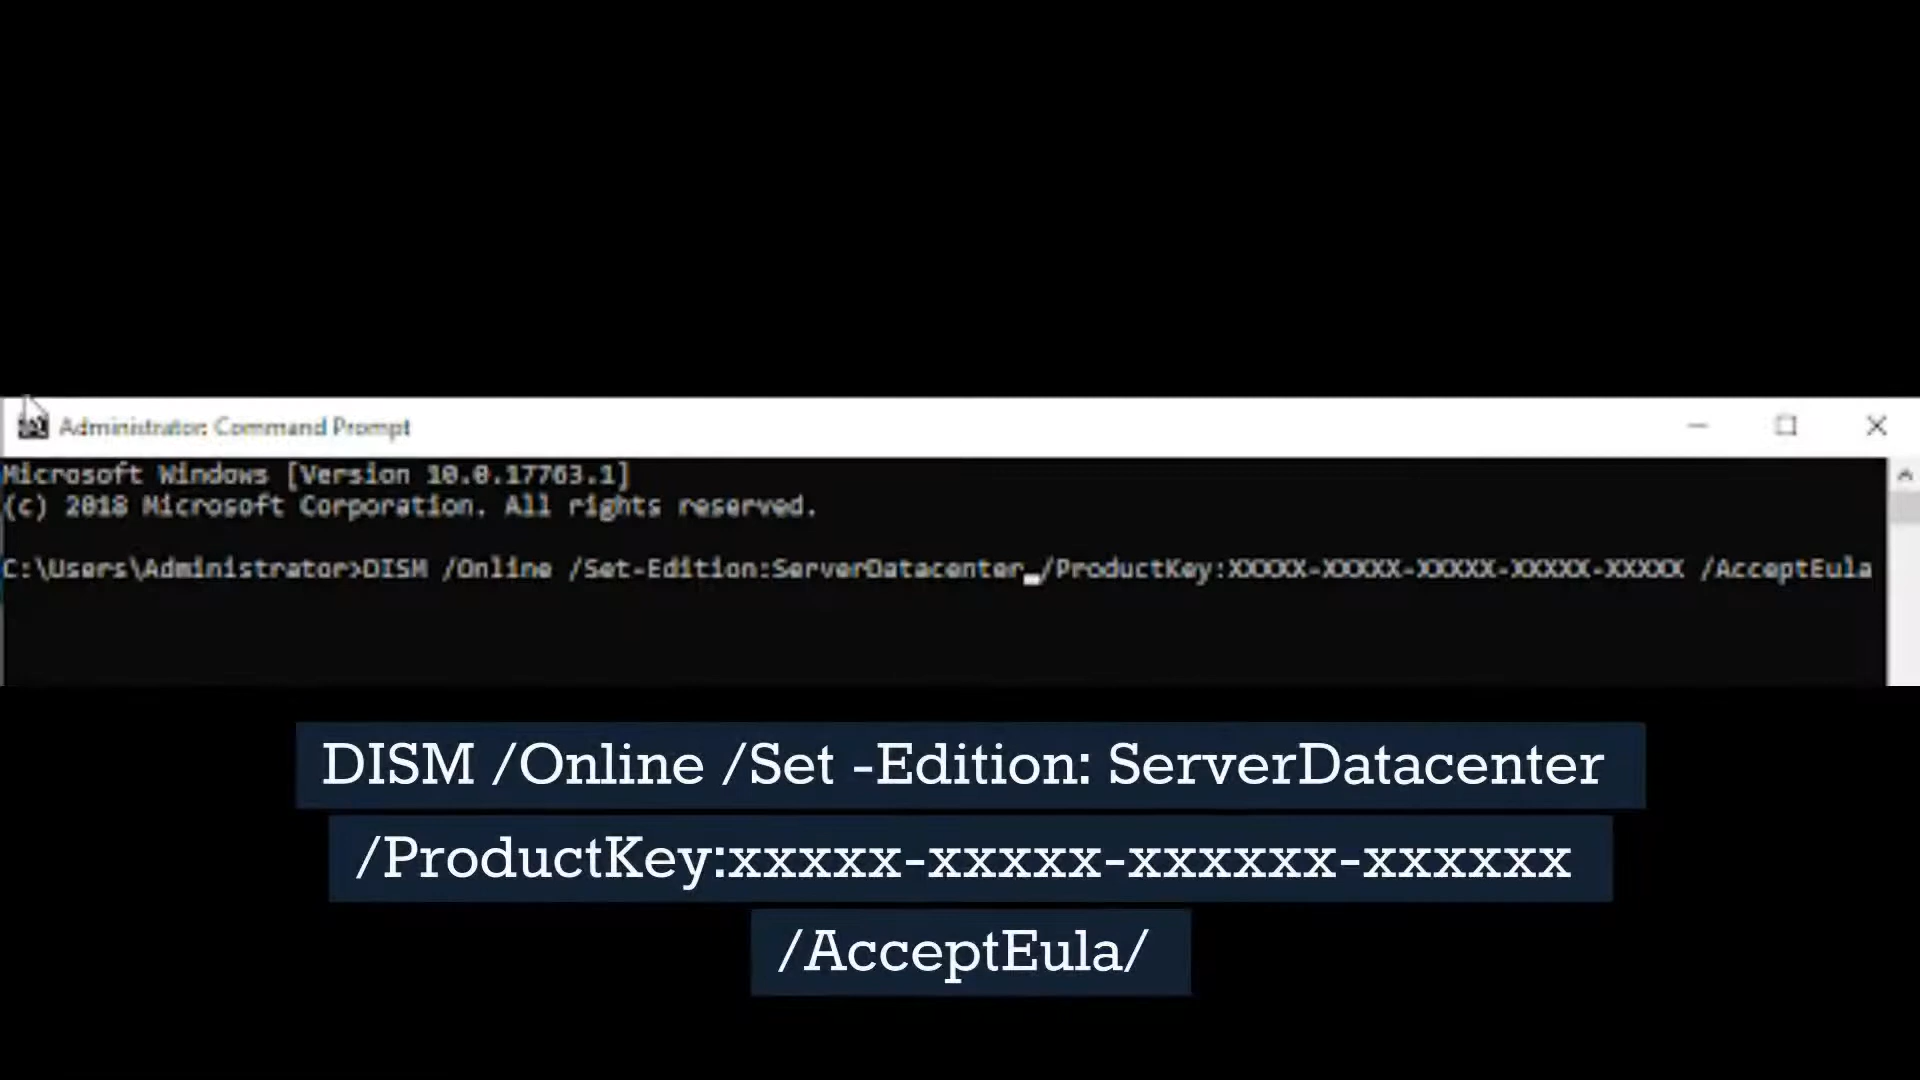 Administrator: Command Prompt
Microsoft Windows [Version 10.0.17763.1]
(c) 2018 Microsoft Corporation. All rights reserved.
C:\Users\Administrator>DISM /Online /Set-Edition:ServerDatacenter_/ProductKey:XXXXX-XXXXX-XXXXX-XXXXX-XXXXX /AcceptEula
DISM /Online /Set -Edition: ServerDatacenter
/ProductKey:xxxxx-xxxxx-xxxxxx-xxxxxx
/AcceptEula/